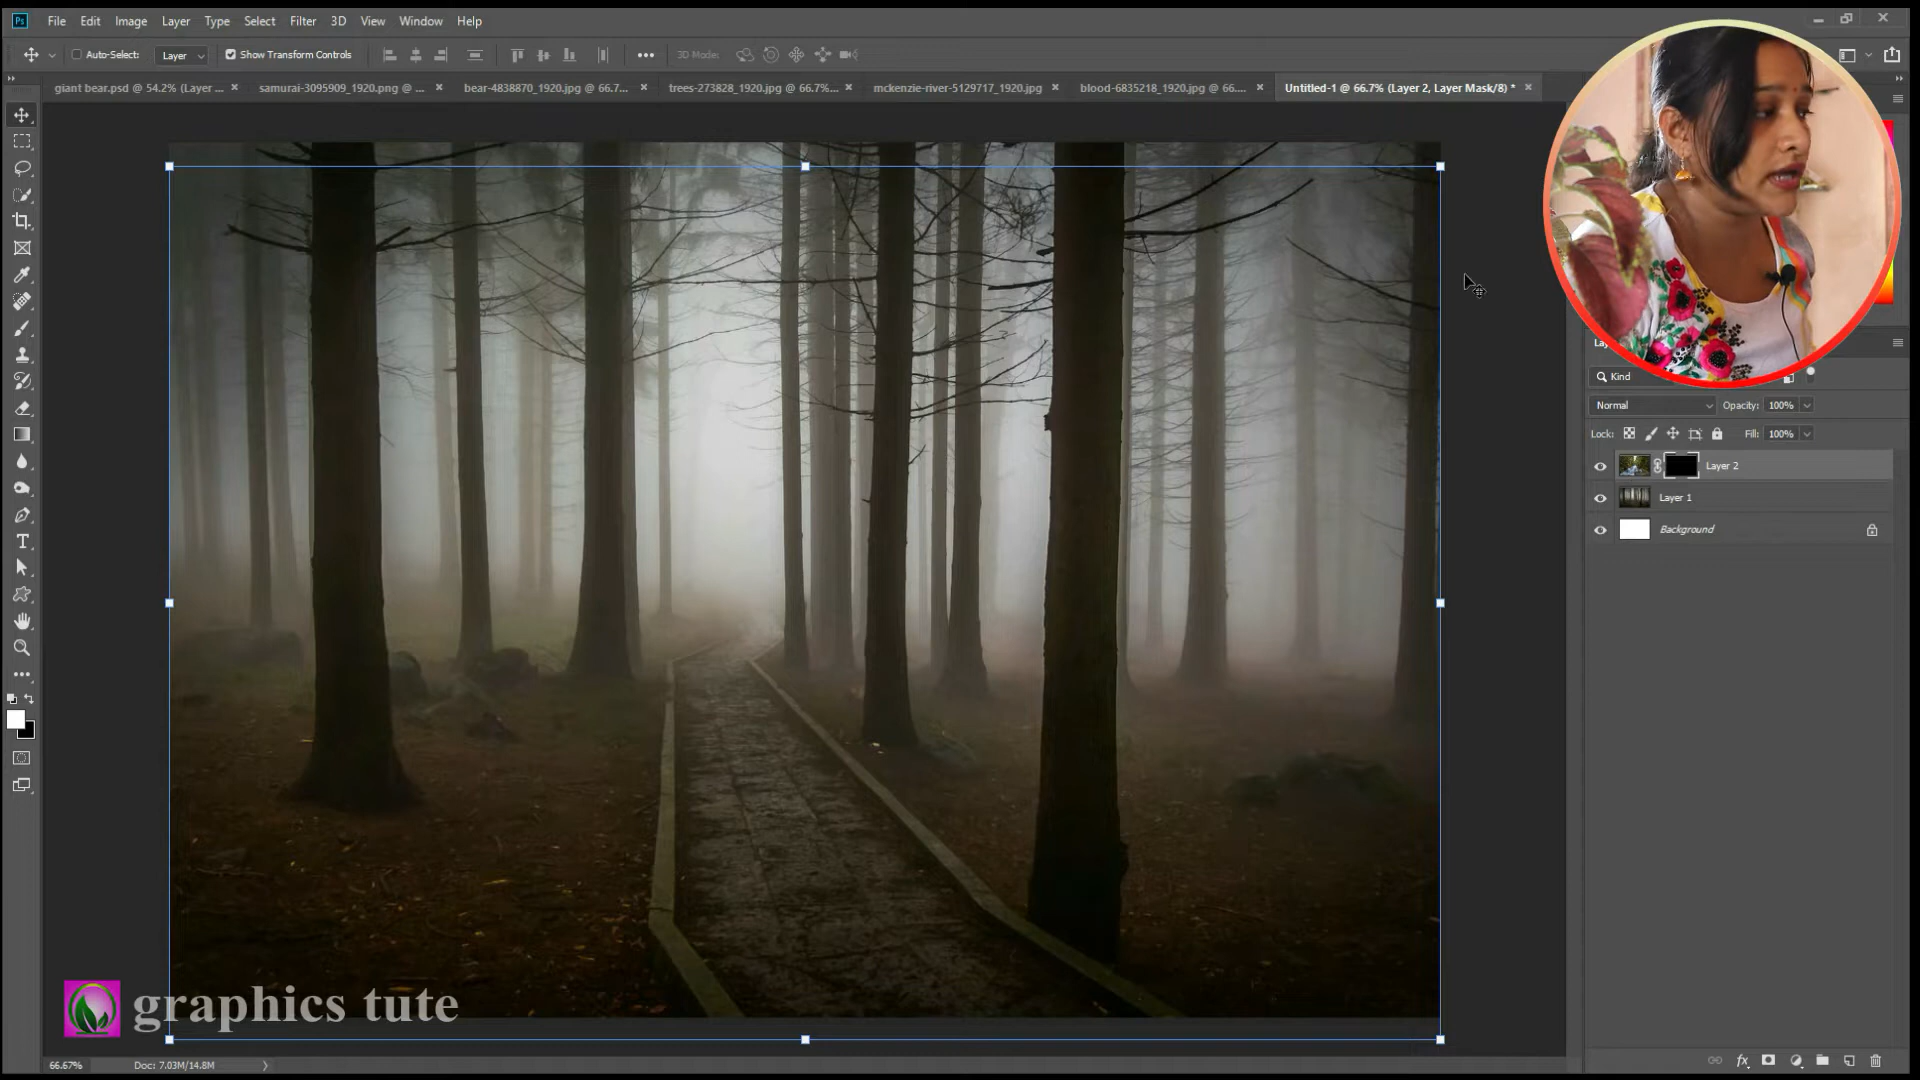 Ps File Edit Image Layer Type Select Filter 3D View Window Help
Auto-Select: Layer Show Transform Controls 3D Mode:
giant bear.psd @ 54.2% (Layer ... samurai-3095909_1920.png @ ... bear-4838870_1920.jpg @ 66.7... trees-273828_1920.jpg @ 66.7%... mckenzie-river-5129717_1920.jpg blood-6835218_1920.jpg @ 66.... Untitled-1 @ 66.7% (Layer 2, Layer Mask/8) *
Kind
Normal Opacity: 100%
Lock: Fill: 100%
Layer 2
Layer 1
Background
graphics tute
66.67% Doc: 7.03M/14.8M